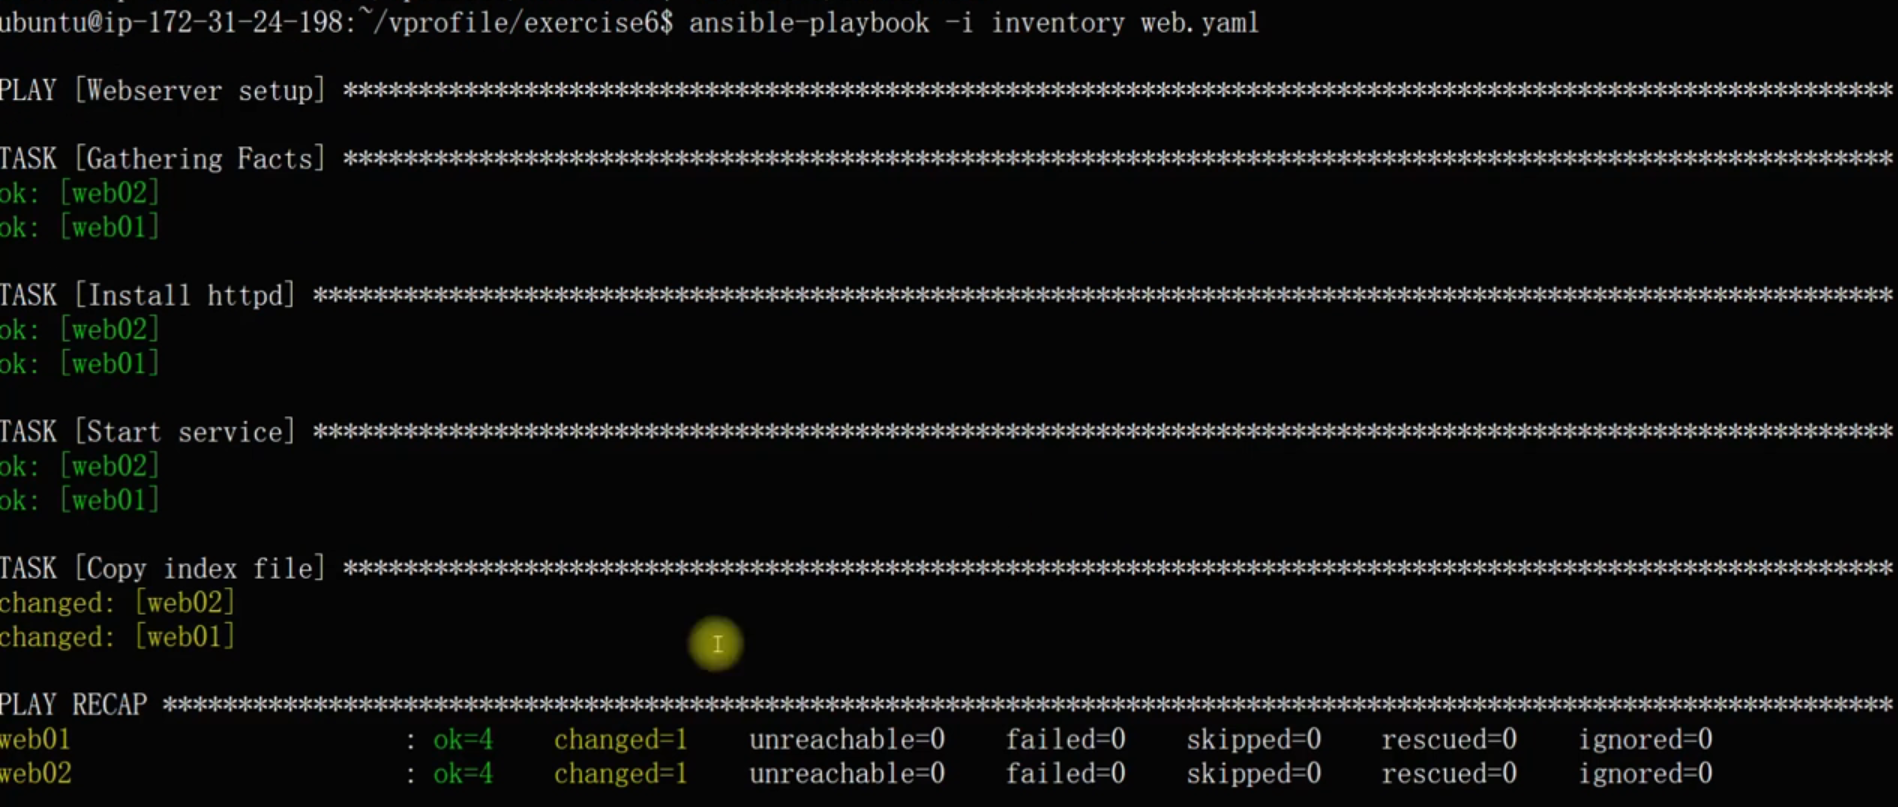 ubuntu@ip-172-31-24-198:~/vprofile/exercise6$ ansible-playbook -i inventory web.yaml
PLAY [Webserver setup] *******************************************************************************************************
TASK [Gathering Facts] *******************************************************************************************************
ok: [web02]
ok: [web01]
TASK [Install httpd] *********************************************************************************************************
ok: [web02]
ok: [web01]
TASK [Start service] *********************************************************************************************************
ok: [web02]
ok: [web01]
TASK [Copy index file] *******************************************************************************************************
changed: [web02]
changed: [web01]
PLAY RECAP *******************************************************************************************************************
web01 : ok=4 changed=1 unreachable=0 failed=0 skipped=0 rescued=0 ignored=0
web02 : ok=4 changed=1 unreachable=0 failed=0 skipped=0 rescued=0 ignored=0